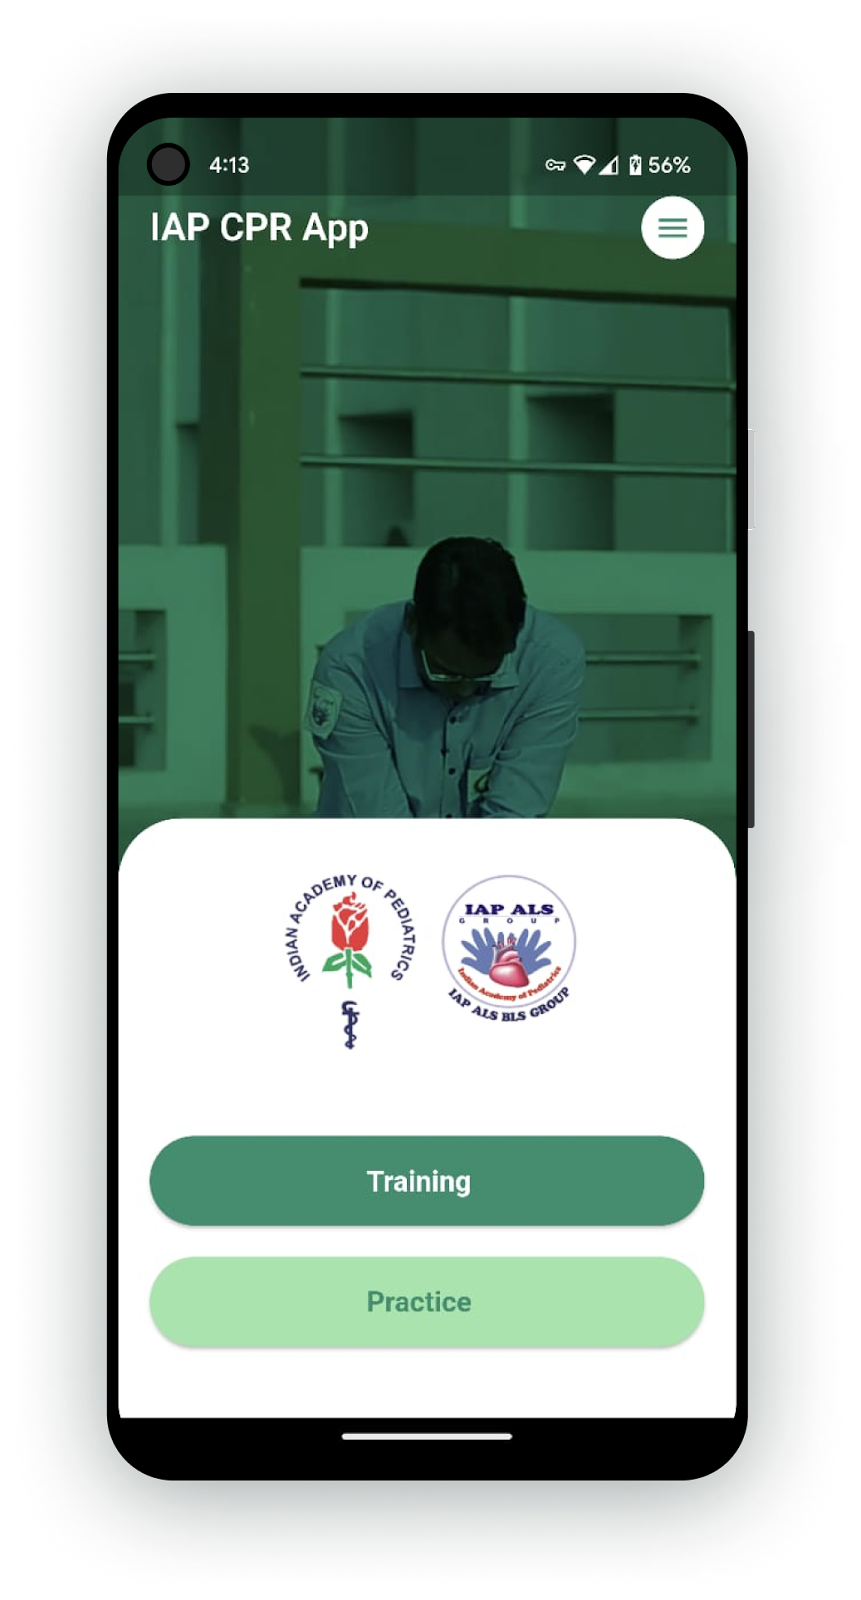 4:13
56%
IAP CPR App
INDIAN ACADEMY OF PEDIATRICS
IAP ALS
GROUP
Indian Academy of Pediatrics
IAP ALS BLS GROUP
Training
Practice